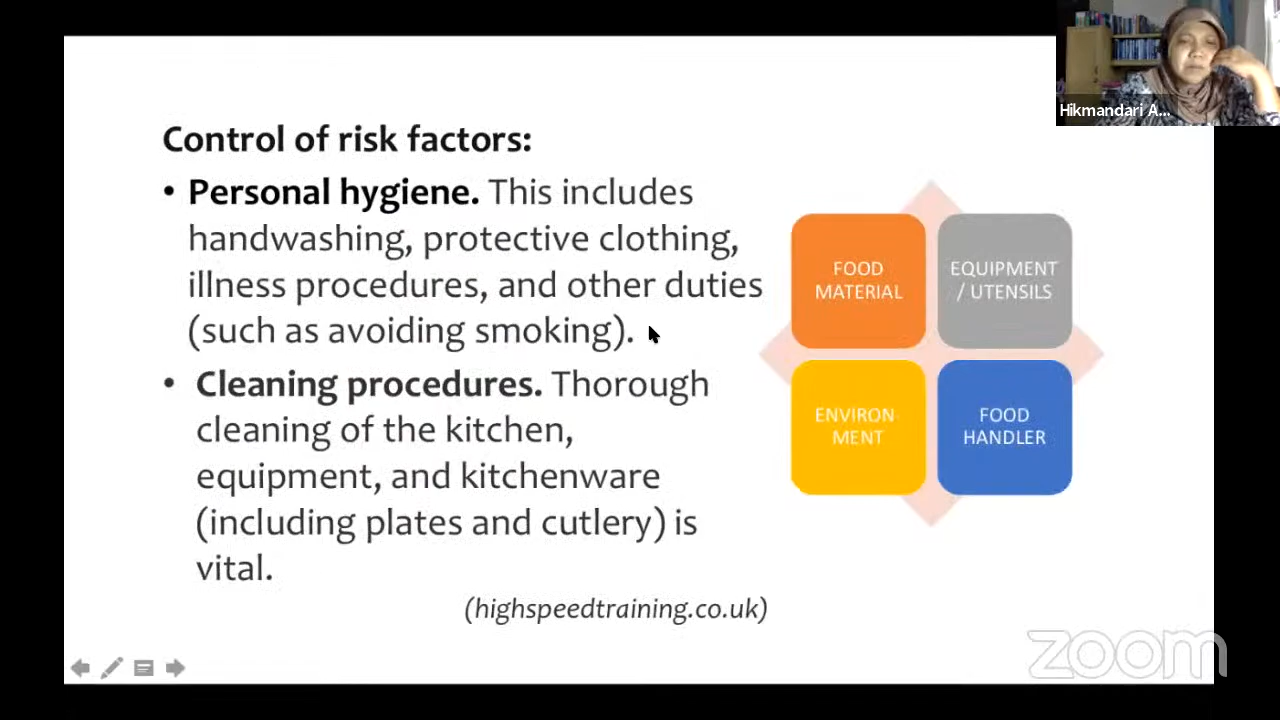 Hikmandari A...
Control of risk factors:
• Personal hygiene. This includes
handwashing, protective clothing,
illness procedures, and other duties
(such as avoiding smoking).
• Cleaning procedures. Thorough
cleaning of the kitchen,
equipment, and kitchenware
(including plates and cutlery) is
vital.
(highspeedtraining.co.uk)
FOOD
MATERIAL
EQUIPMENT
/ UTENSILS
ENVIRON-
MENT
FOOD
HANDLER
zoom